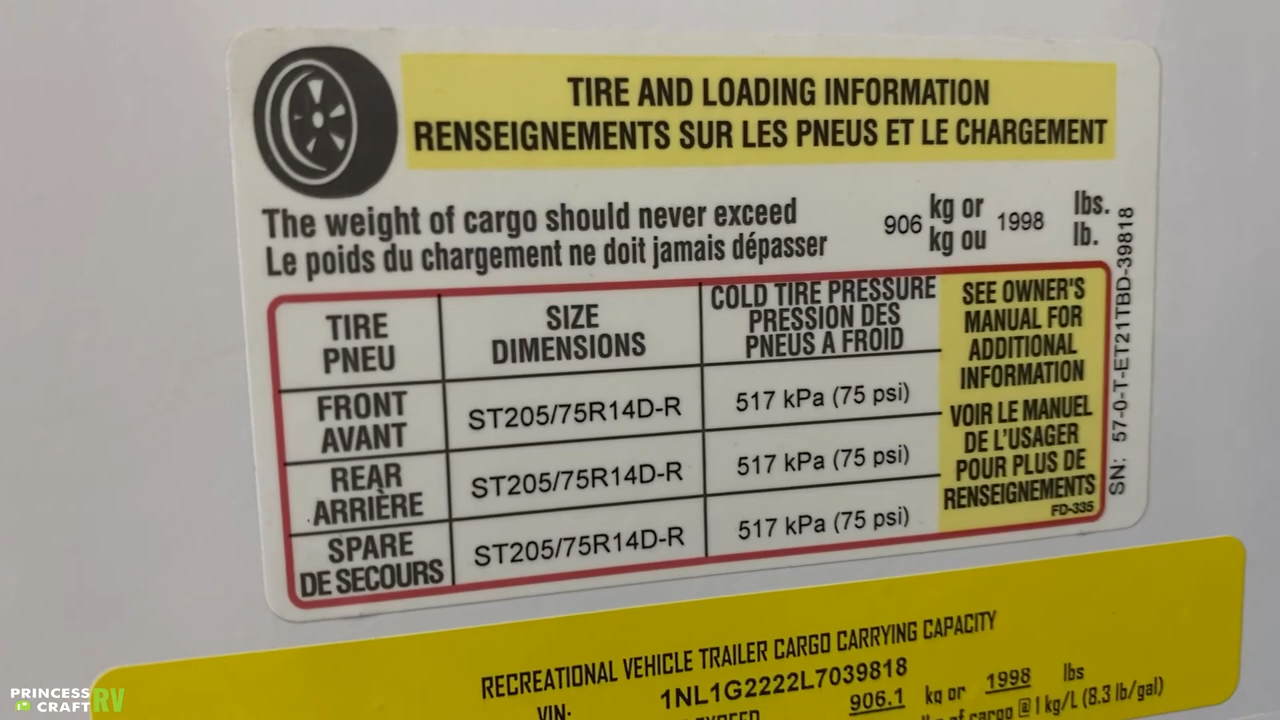 TIRE AND LOADING INFORMATION
RENSEIGNEMENTS SUR LES PNEUS ET LE CHARGEMENT
The weight of cargo should never exceed 906 kg or 1998 lbs.
Le poids du chargement ne doit jamais dépasser kg ou lb.
TIRE
PNEU
SIZE
DIMENSIONS
COLD TIRE PRESSURE
PRESSION DES
PNEUS A FROID
FRONT
AVANT
ST205/75R14D-R
517 kPa (75 psi)
REAR
ARRIÈRE
ST205/75R14D-R
517 kPa (75 psi)
SPARE
DE SECOURS
ST205/75R14D-R
517 kPa (75 psi)
SEE OWNER'S
MANUAL FOR
ADDITIONAL
INFORMATION
VOIR LE MANUEL
DE L'USAGER
POUR PLUS DE
RENSEIGNEMENTS
FD-335
SN: 57-0-T-ET21TBD-39818
RECREATIONAL VEHICLE TRAILER CARGO CARRYING CAPACITY
VIN: 1NL1G2222L7039818
906.1 kg or 1998 lbs
of cargo @ 1 kg/L (8.3 lb/gal)
PRINCESS
CRAFT RV